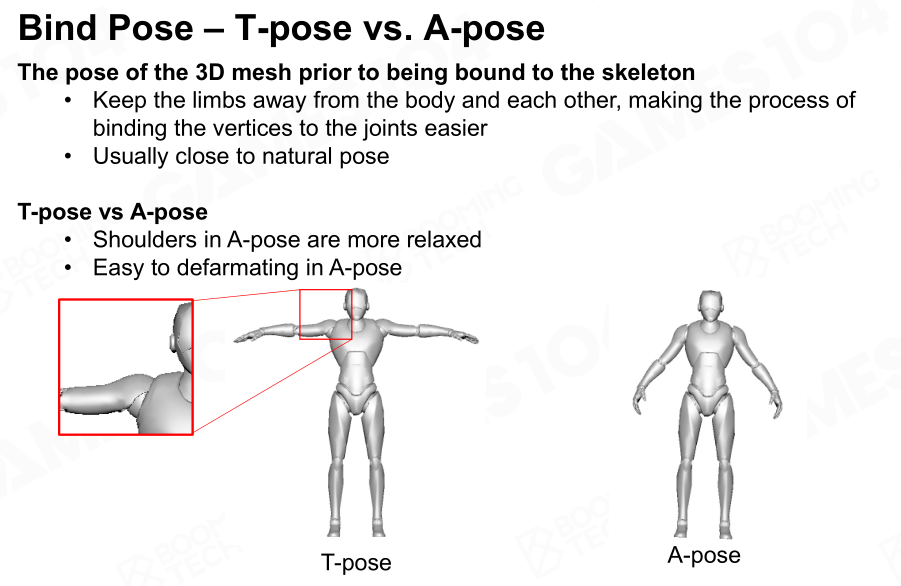 Bind Pose – T-pose vs. A-pose
The pose of the 3D mesh prior to being bound to the skeleton
• Keep the limbs away from the body and each other, making the process of
binding the vertices to the joints easier
• Usually close to natural pose
T-pose vs A-pose
• Shoulders in A-pose are more relaxed
• Easy to defarmating in A-pose
T-pose
A-pose
GAMES104
BOOMING
TECH